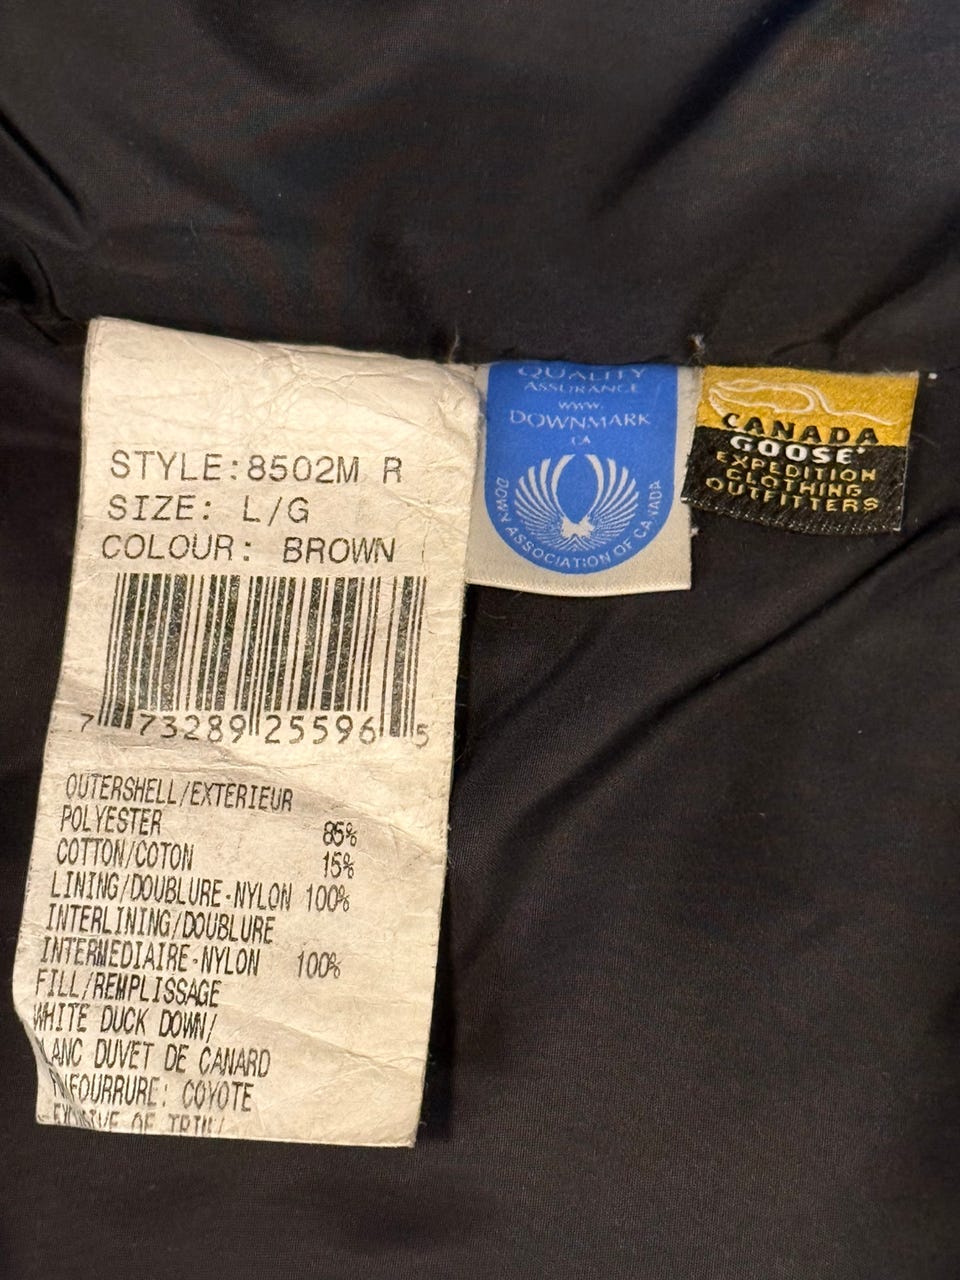 STYLE:8502M R
SIZE: L/G
COLOUR: BROWN
7 73289 25596 5
OUTERSHELL/EXTERIEUR
POLYESTER 85%
COTTON/COTON 15%
LINING/DOUBLURE-NYLON 100%
INTERLINING/DOUBLURE
INTERMEDIAIRE-NYLON 100%
FILL/REMPLISSAGE
WHITE DUCK DOWN/
LANC DUVET DE CANARD
COYOTE
OF TRIM/
QUALITY
ASSURANCE
www.
DOWNMARK
.CA
DOWN ASSOCIATION OF CANADA
CANADA
GOOSE
EXPEDITION
CLOTHING
OUTFITTERS